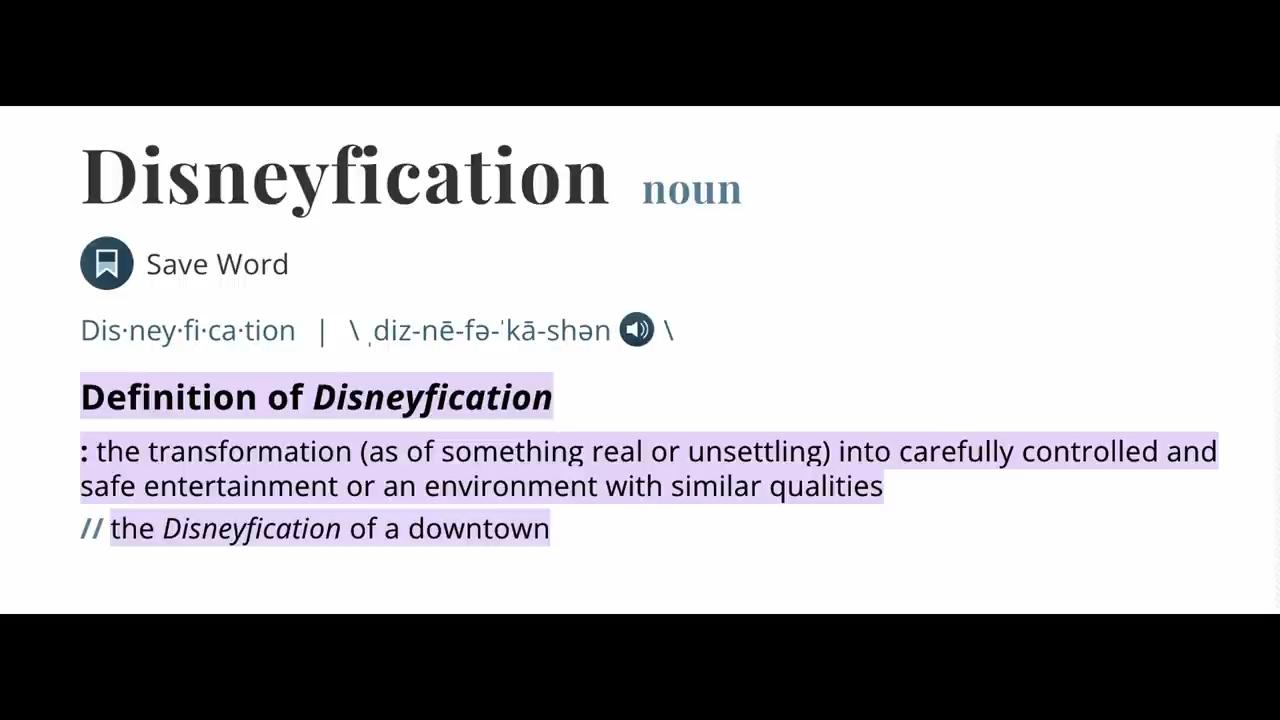 Disneyfication noun
Save Word
Dis·ney·fi·ca·tion | \ ˌdiz-nē-fə-ˈkā-shən \
Definition of Disneyfication
: the transformation (as of something real or unsettling) into carefully controlled and
safe entertainment or an environment with similar qualities
// the Disneyfication of a downtown